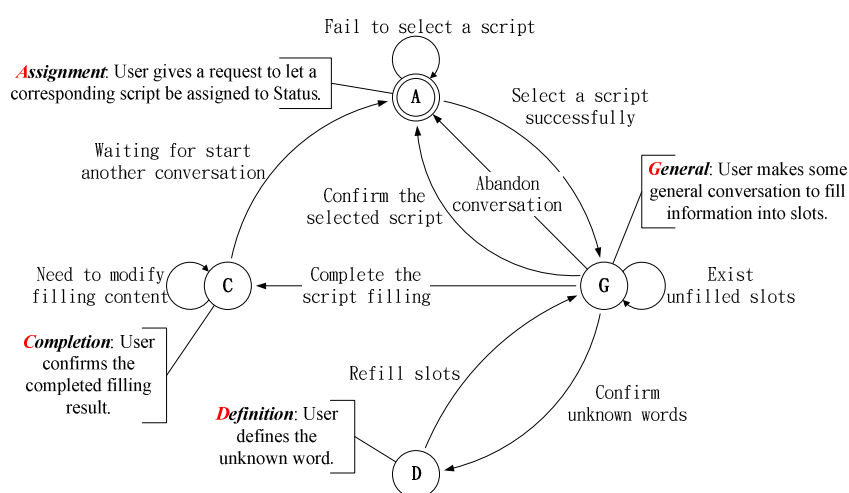 Fail to select a script
Assignment: User gives a request to let a
corresponding script be assigned to Status.
A
Select a script
successfully
Waiting for start
another conversation
General: User makes some
general conversation to fill
information into slots.
Confirm the
selected script
Abandon
conversation
Need to modify
filling content
C
Complete the
script filling
G
Exist
unfilled slots
Completion: User
confirms the
completed filling
result.
Refill slots
Confirm
unknown words
Definition: User
defines the
unknown word.
D